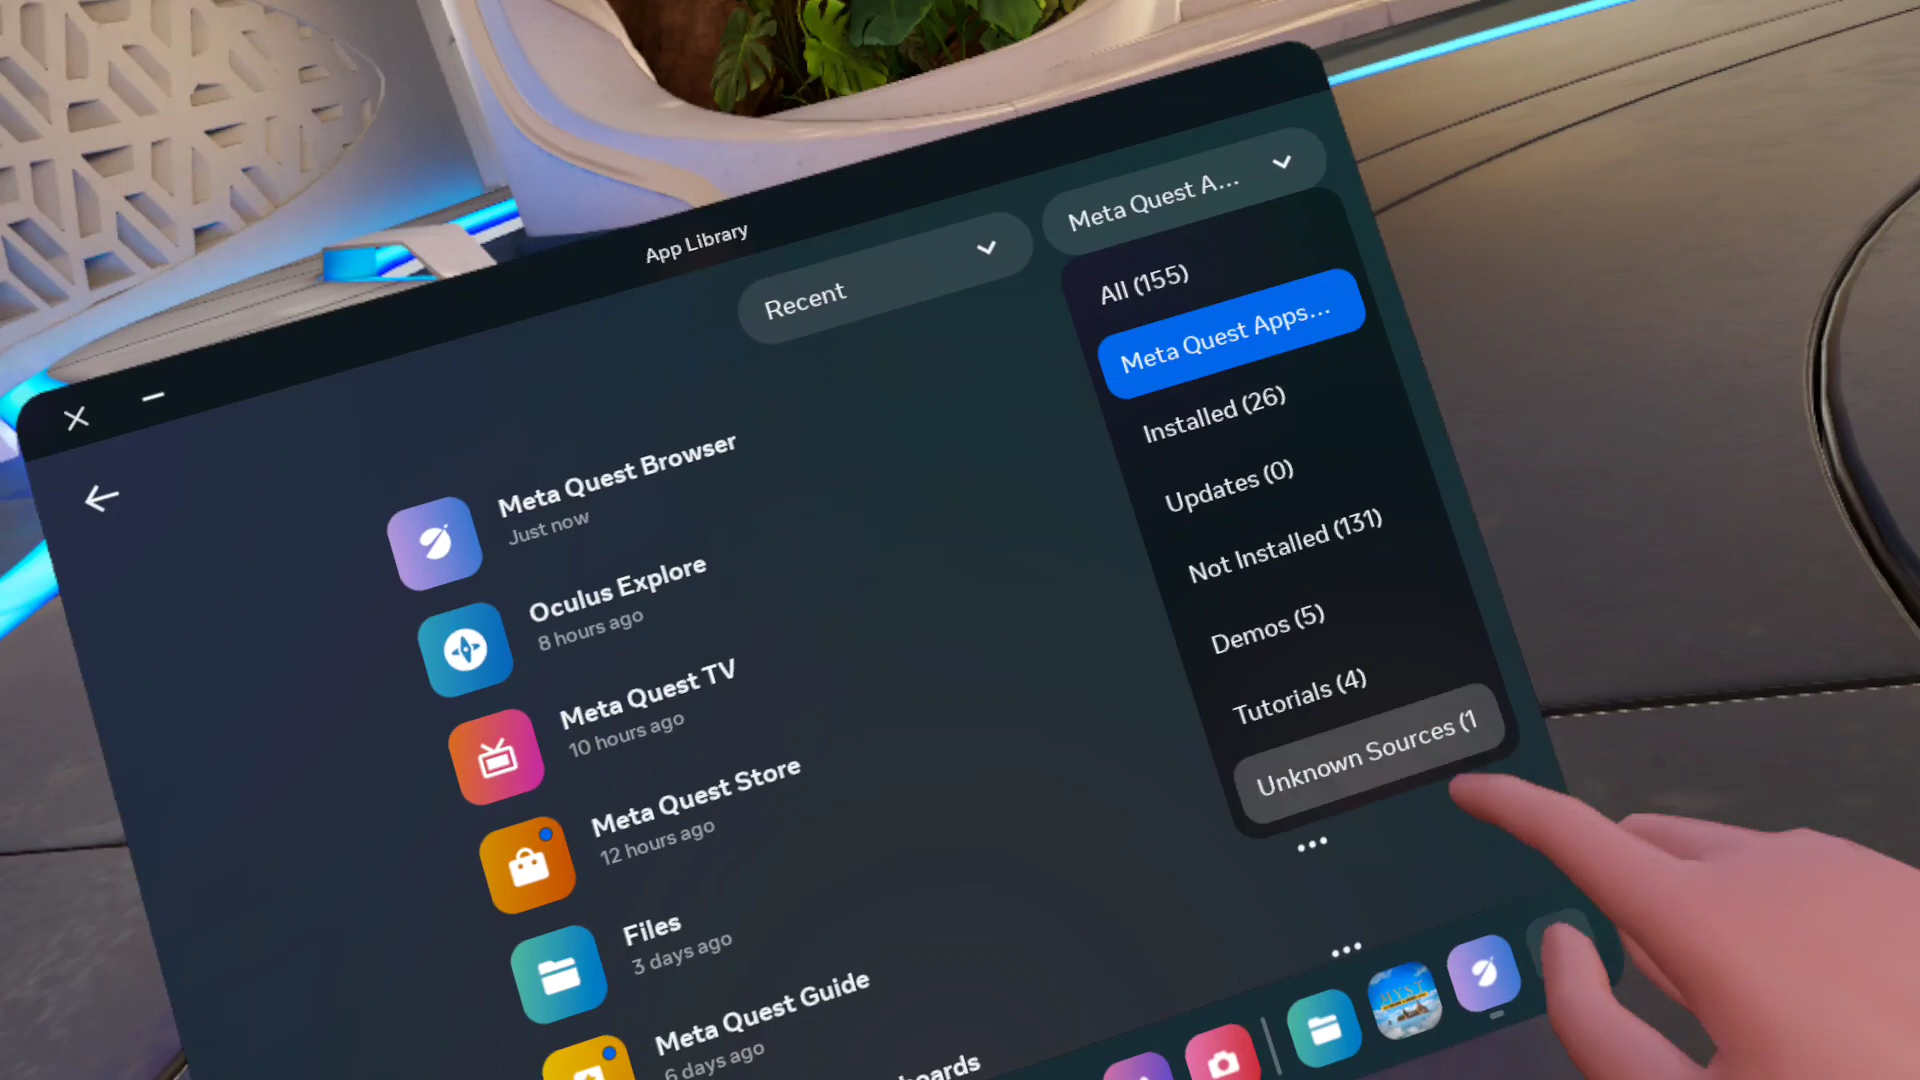 App Library
Recent
Meta Quest A...
All (155)
Meta Quest Apps...
Installed (26)
Updates (0)
Not Installed (131)
Demos (5)
Tutorials (4)
Unknown Sources (1
Meta Quest Browser
Just now
Oculus Explore
8 hours ago
Meta Quest TV
10 hours ago
Meta Quest Store
12 hours ago
Files
3 days ago
Meta Quest Guide
6 days ago
MYST